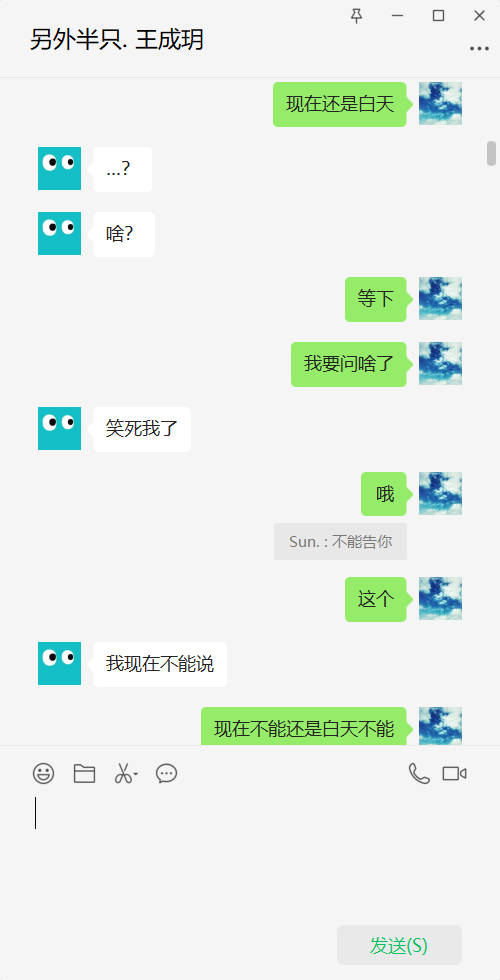 另外半只. 王成玥
现在还是白天
...?
啥?
等下
我要问啥了
笑死我了
哦
Sun. : 不能告你
这个
我现在不能说
现在不能还是白天不能
发送(S)